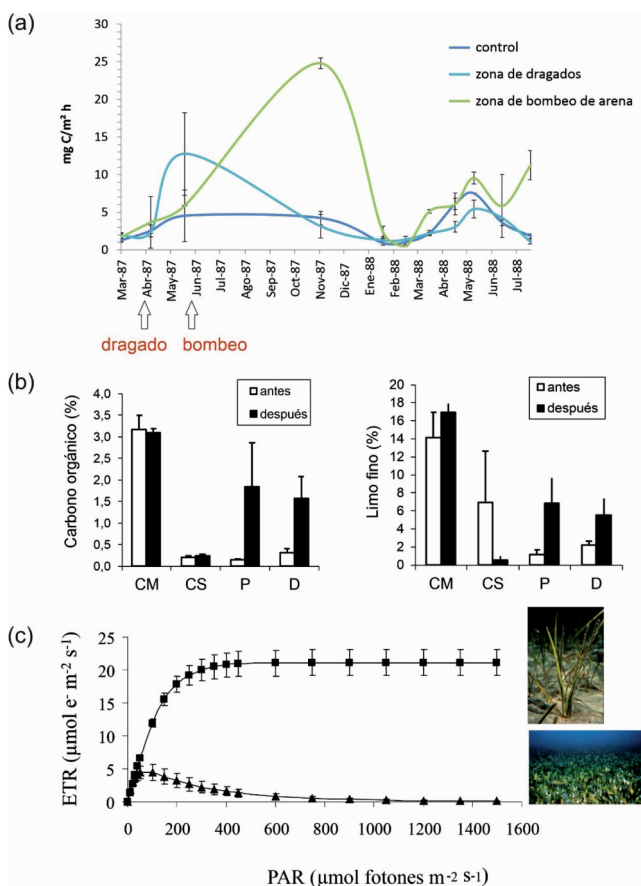 (a)
30
25
20
15
10
5
0
mg C/m² h
control
zona de dragados
zona de bombeo de arena
Mar-87
Abr-87
May-87
Jun-87
Jul-87
Ago-87
Sep-87
Oct-87
Nov-87
Dic-87
Ene-88
Feb-88
Mar-88
Abr-88
May-88
Jun-88
Jul-88
dragado bombeo
(b)
Carbono orgánico (%)
4,0
3,5
3,0
2,5
2,0
1,5
1,0
0,5
0,0
antes
después
CM CS P D
Limo fino (%)
20
18
16
14
12
10
8
6
4
2
0
antes
después
CM CS P D
(c)
ETR (μmol e⁻ m⁻² s⁻¹)
25
20
15
10
5
0
0 200 400 600 800 1000 1200 1400 1600
PAR (μmol fotones m⁻² s⁻¹)